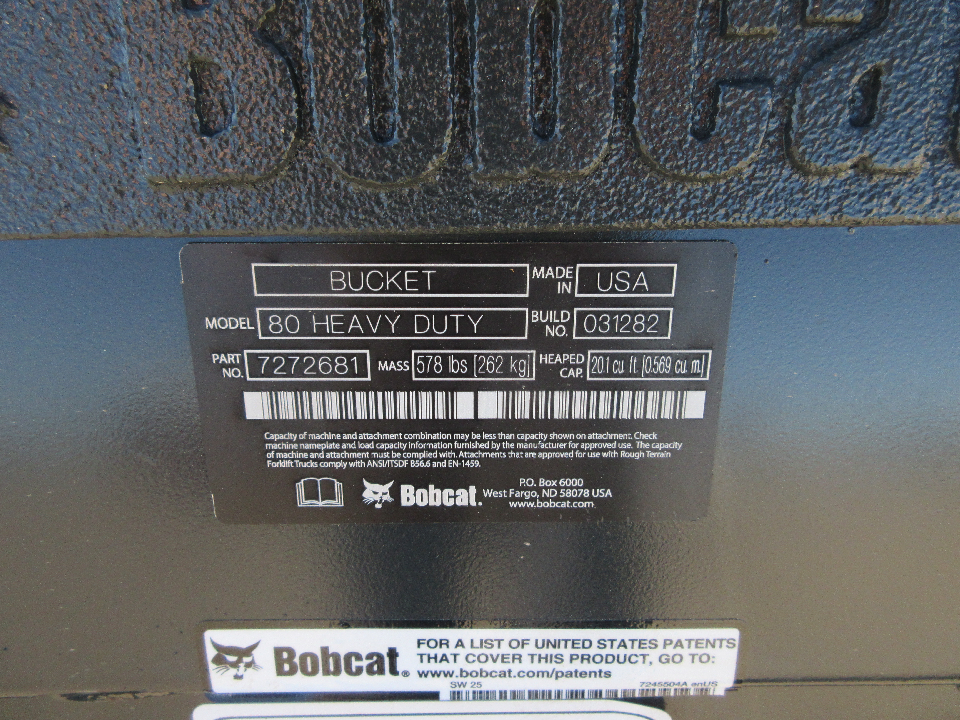 Bobca
BUCKET MADE IN USA
MODEL 80 HEAVY DUTY BUILD NO. 031282
PART NO. 7272681 MASS 578 lbs [262 kg] HEAPED CAP. 20.1 cu. ft. [0.569 cu. m.]
Capacity of machine and attachment combination may be less than capacity shown on attachment. Check
machine nameplate and load capacity information furnished by the manufacturer for approved use. The capacity
of machine and attachment must be complied with. Attachments that are approved for use with Rough Terrain
Forklift Trucks comply with ANSI/ITSDF B56.6 and EN-1459.
Bobcat.
P.O. Box 6000
West Fargo, ND 58078 USA
www.bobcat.com
Bobcat®
FOR A LIST OF UNITED STATES PATENTS
THAT COVER THIS PRODUCT, GO TO:
www.bobcat.com/patents
SW 25 7245504A enUS